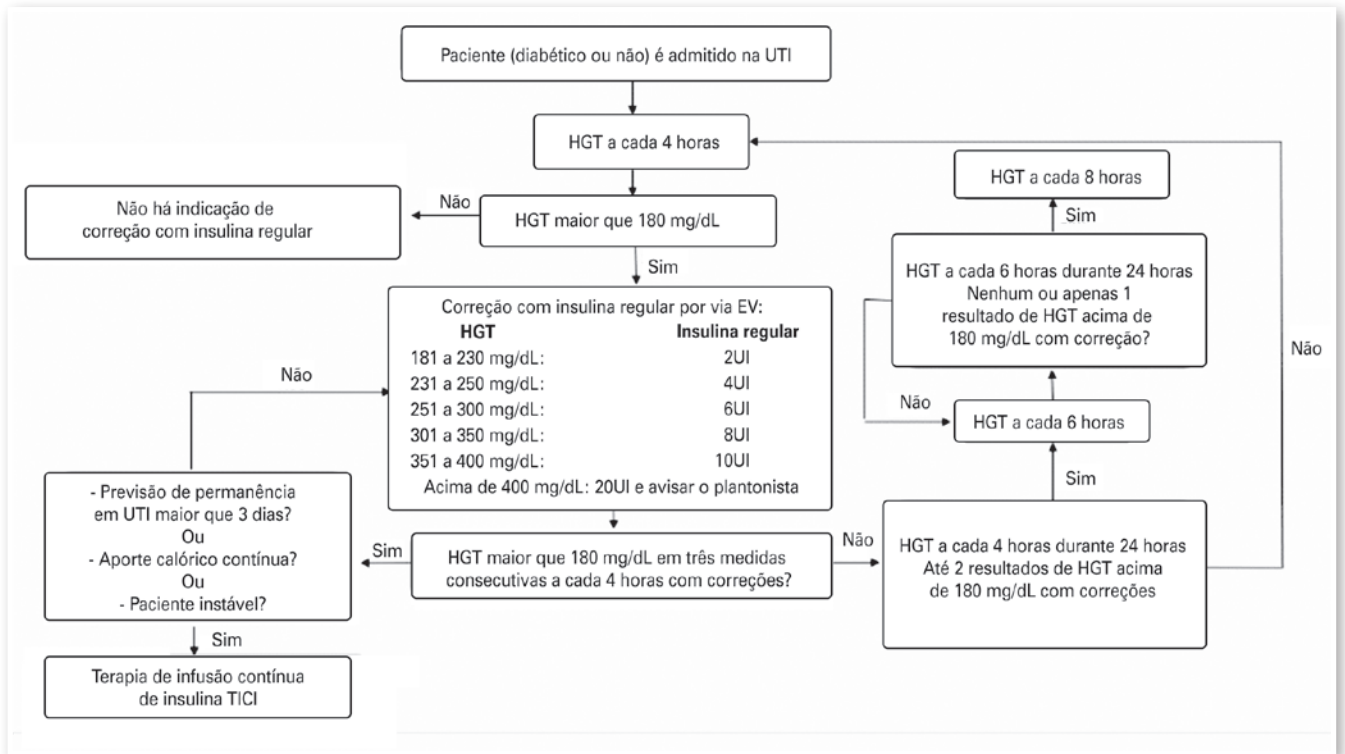 Paciente (diabético ou não) é admitido na UTI
HGT a cada 4 horas
HGT maior que 180 mg/dL
Não
Não há indicação de
correção com insulina regular
Sim
Correção com insulina regular por via EV:
HGT Insulina regular
181 a 230 mg/dL: 2UI
231 a 250 mg/dL: 4UI
251 a 300 mg/dL: 6UI
301 a 350 mg/dL: 8UI
351 a 400 mg/dL: 10UI
Acima de 400 mg/dL: 20UI e avisar o plantonista
HGT maior que 180 mg/dL em três medidas
consecutivas a cada 4 horas com correções?
Sim
- Previsão de permanência
em UTI maior que 3 dias?
Ou
- Aporte calórico contínua?
Ou
- Paciente instável?
Não
Sim
Terapia de infusão contínua
de insulina TICI
Não
HGT a cada 4 horas durante 24 horas
Até 2 resultados de HGT acima
de 180 mg/dL com correções
Não
Sim
HGT a cada 6 horas
HGT a cada 6 horas durante 24 horas
Nenhum ou apenas 1
resultado de HGT acima de
180 mg/dL com correção?
Não
Sim
HGT a cada 8 horas